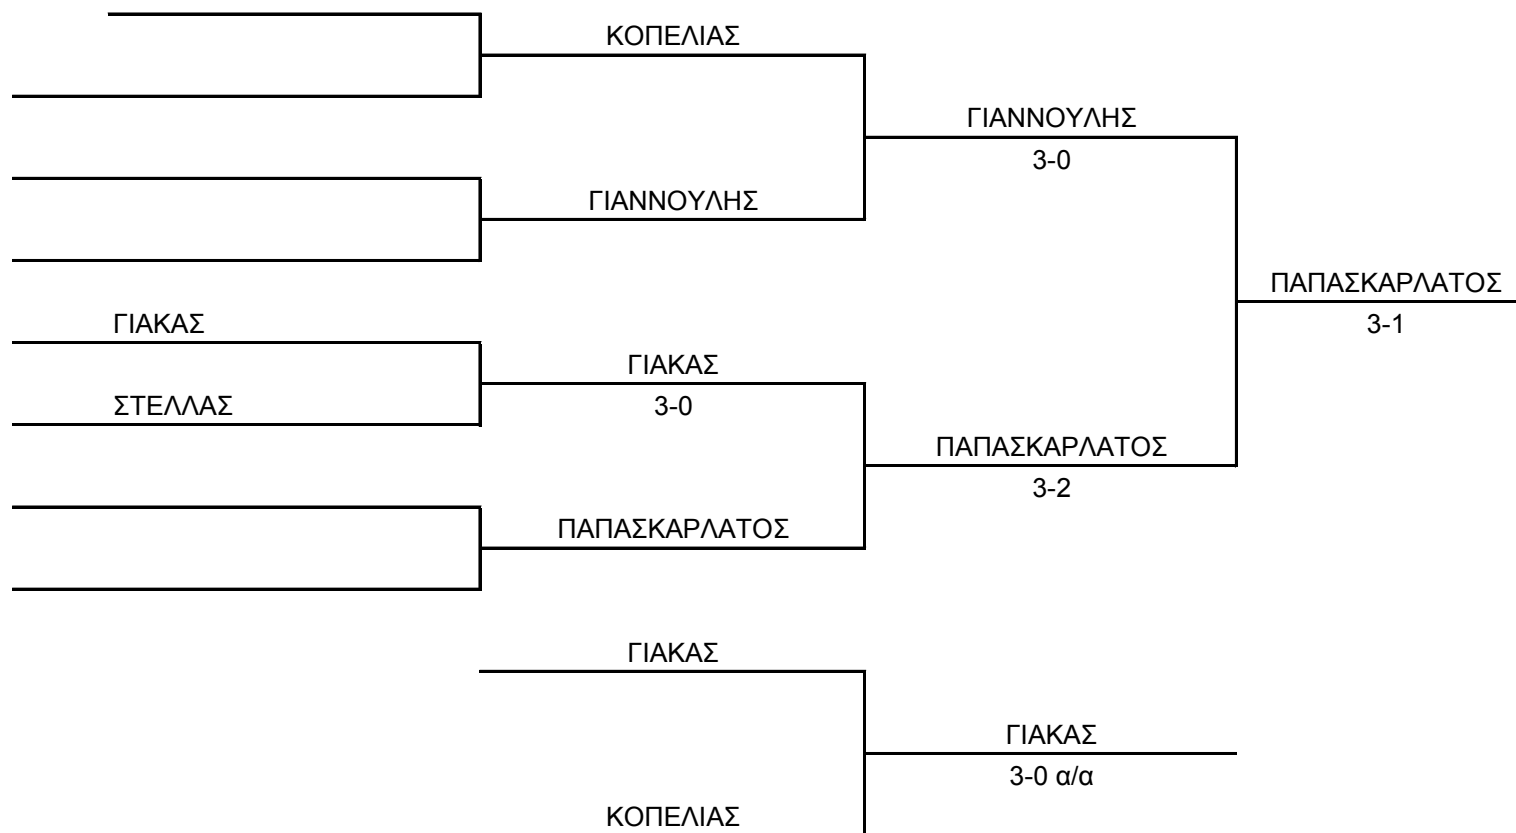 ΚΟΠΕΛΙΑΣ
ΓΙΑΝΝΟΥΛΗΣ
3-0
ΓΙΑΝΝΟΥΛΗΣ
ΠΑΠΑΣΚΑΡΛΑΤΟΣ
3-1
ΓΙΑΚΑΣ
ΓΙΑΚΑΣ
3-0
ΣΤΕΛΛΑΣ
ΠΑΠΑΣΚΑΡΛΑΤΟΣ
3-2
ΠΑΠΑΣΚΑΡΛΑΤΟΣ
ΓΙΑΚΑΣ
ΓΙΑΚΑΣ
3-0 α/α
ΚΟΠΕΛΙΑΣ